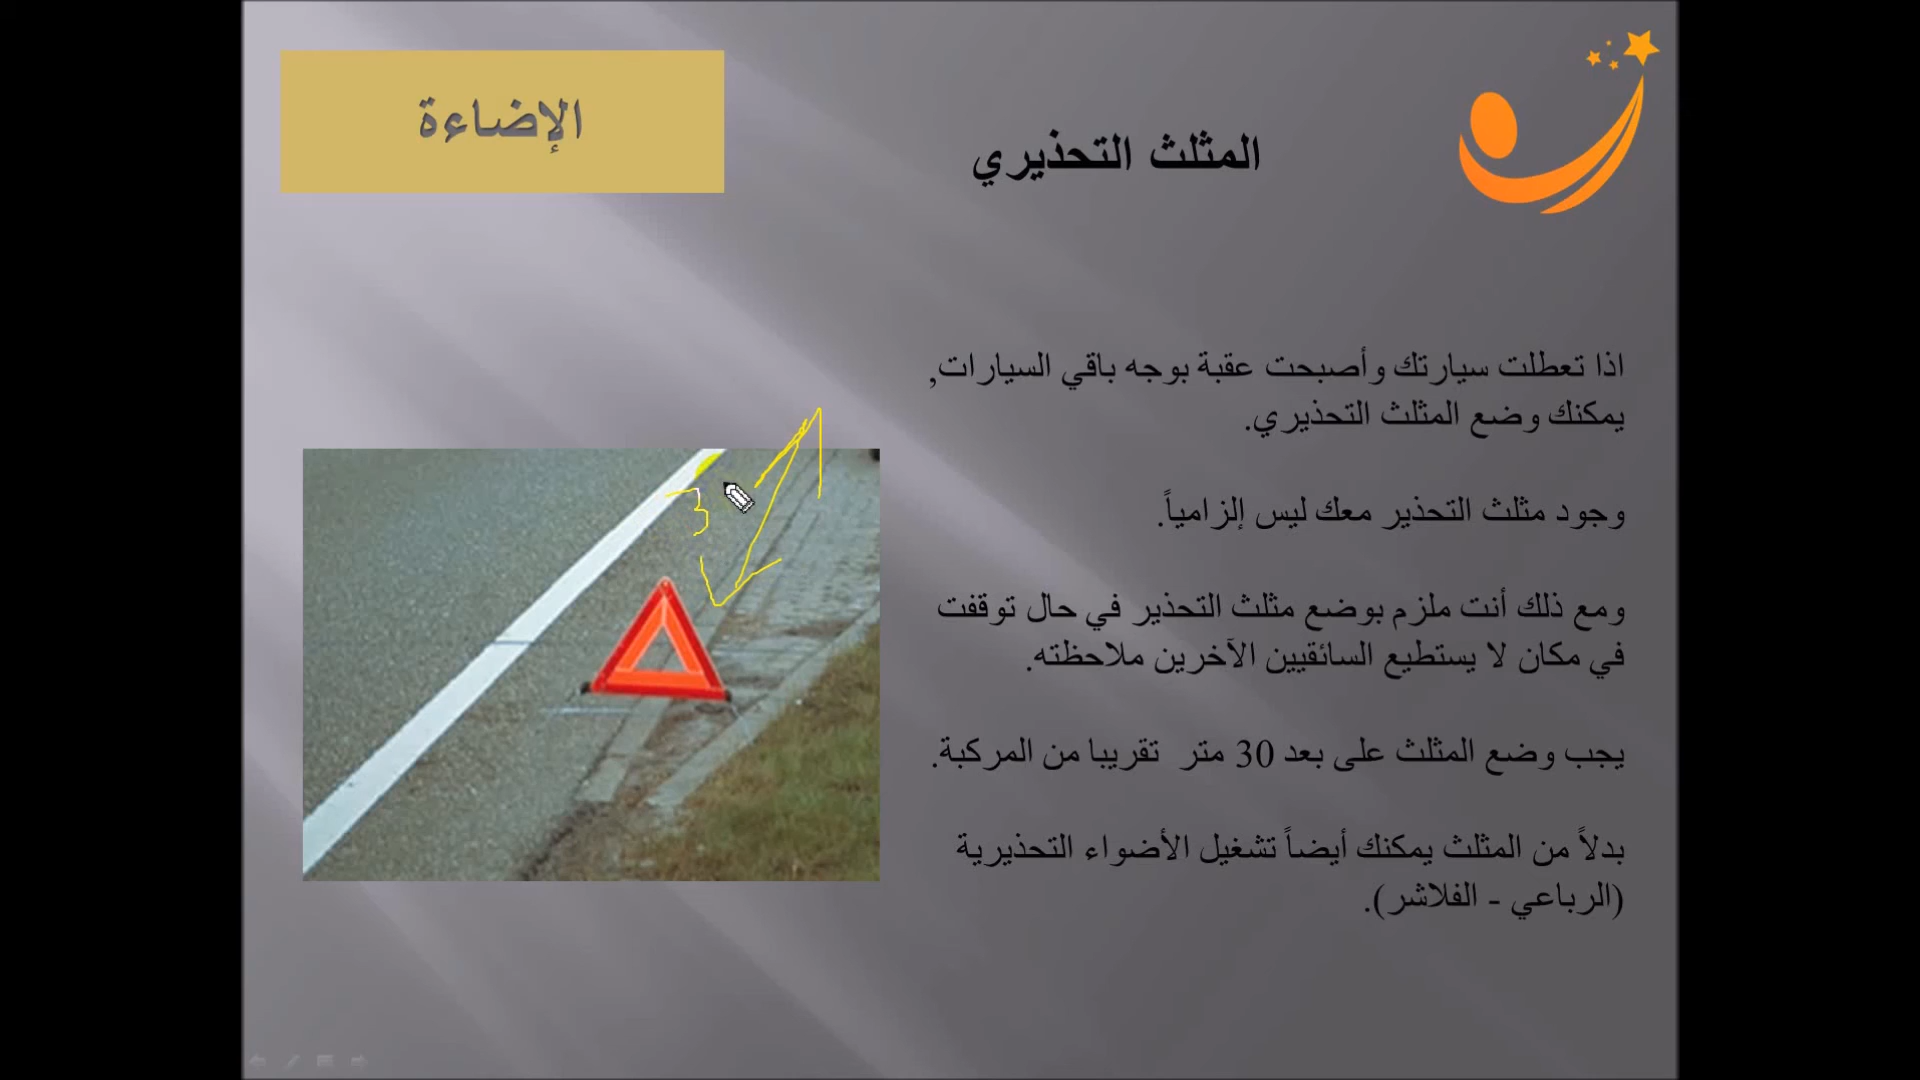 الإضاءة
المثلث التحذيري
اذا تعطلت سيارتك وأصبحت عقبة بوجه باقي السيارات,
يمكنك وضع المثلث التحذيري.
وجود مثلث التحذير معك ليس إلزامياً.
ومع ذلك أنت ملزم بوضع مثلث التحذير في حال توقفت
في مكان لا يستطيع السائقيين الآخرين ملاحظته.
يجب وضع المثلث على بعد 30 متر تقريبا من المركبة.
بدلاً من المثلث يمكنك أيضاً تشغيل الأضواء التحذيرية
(الرباعي - الفلاشر).
3